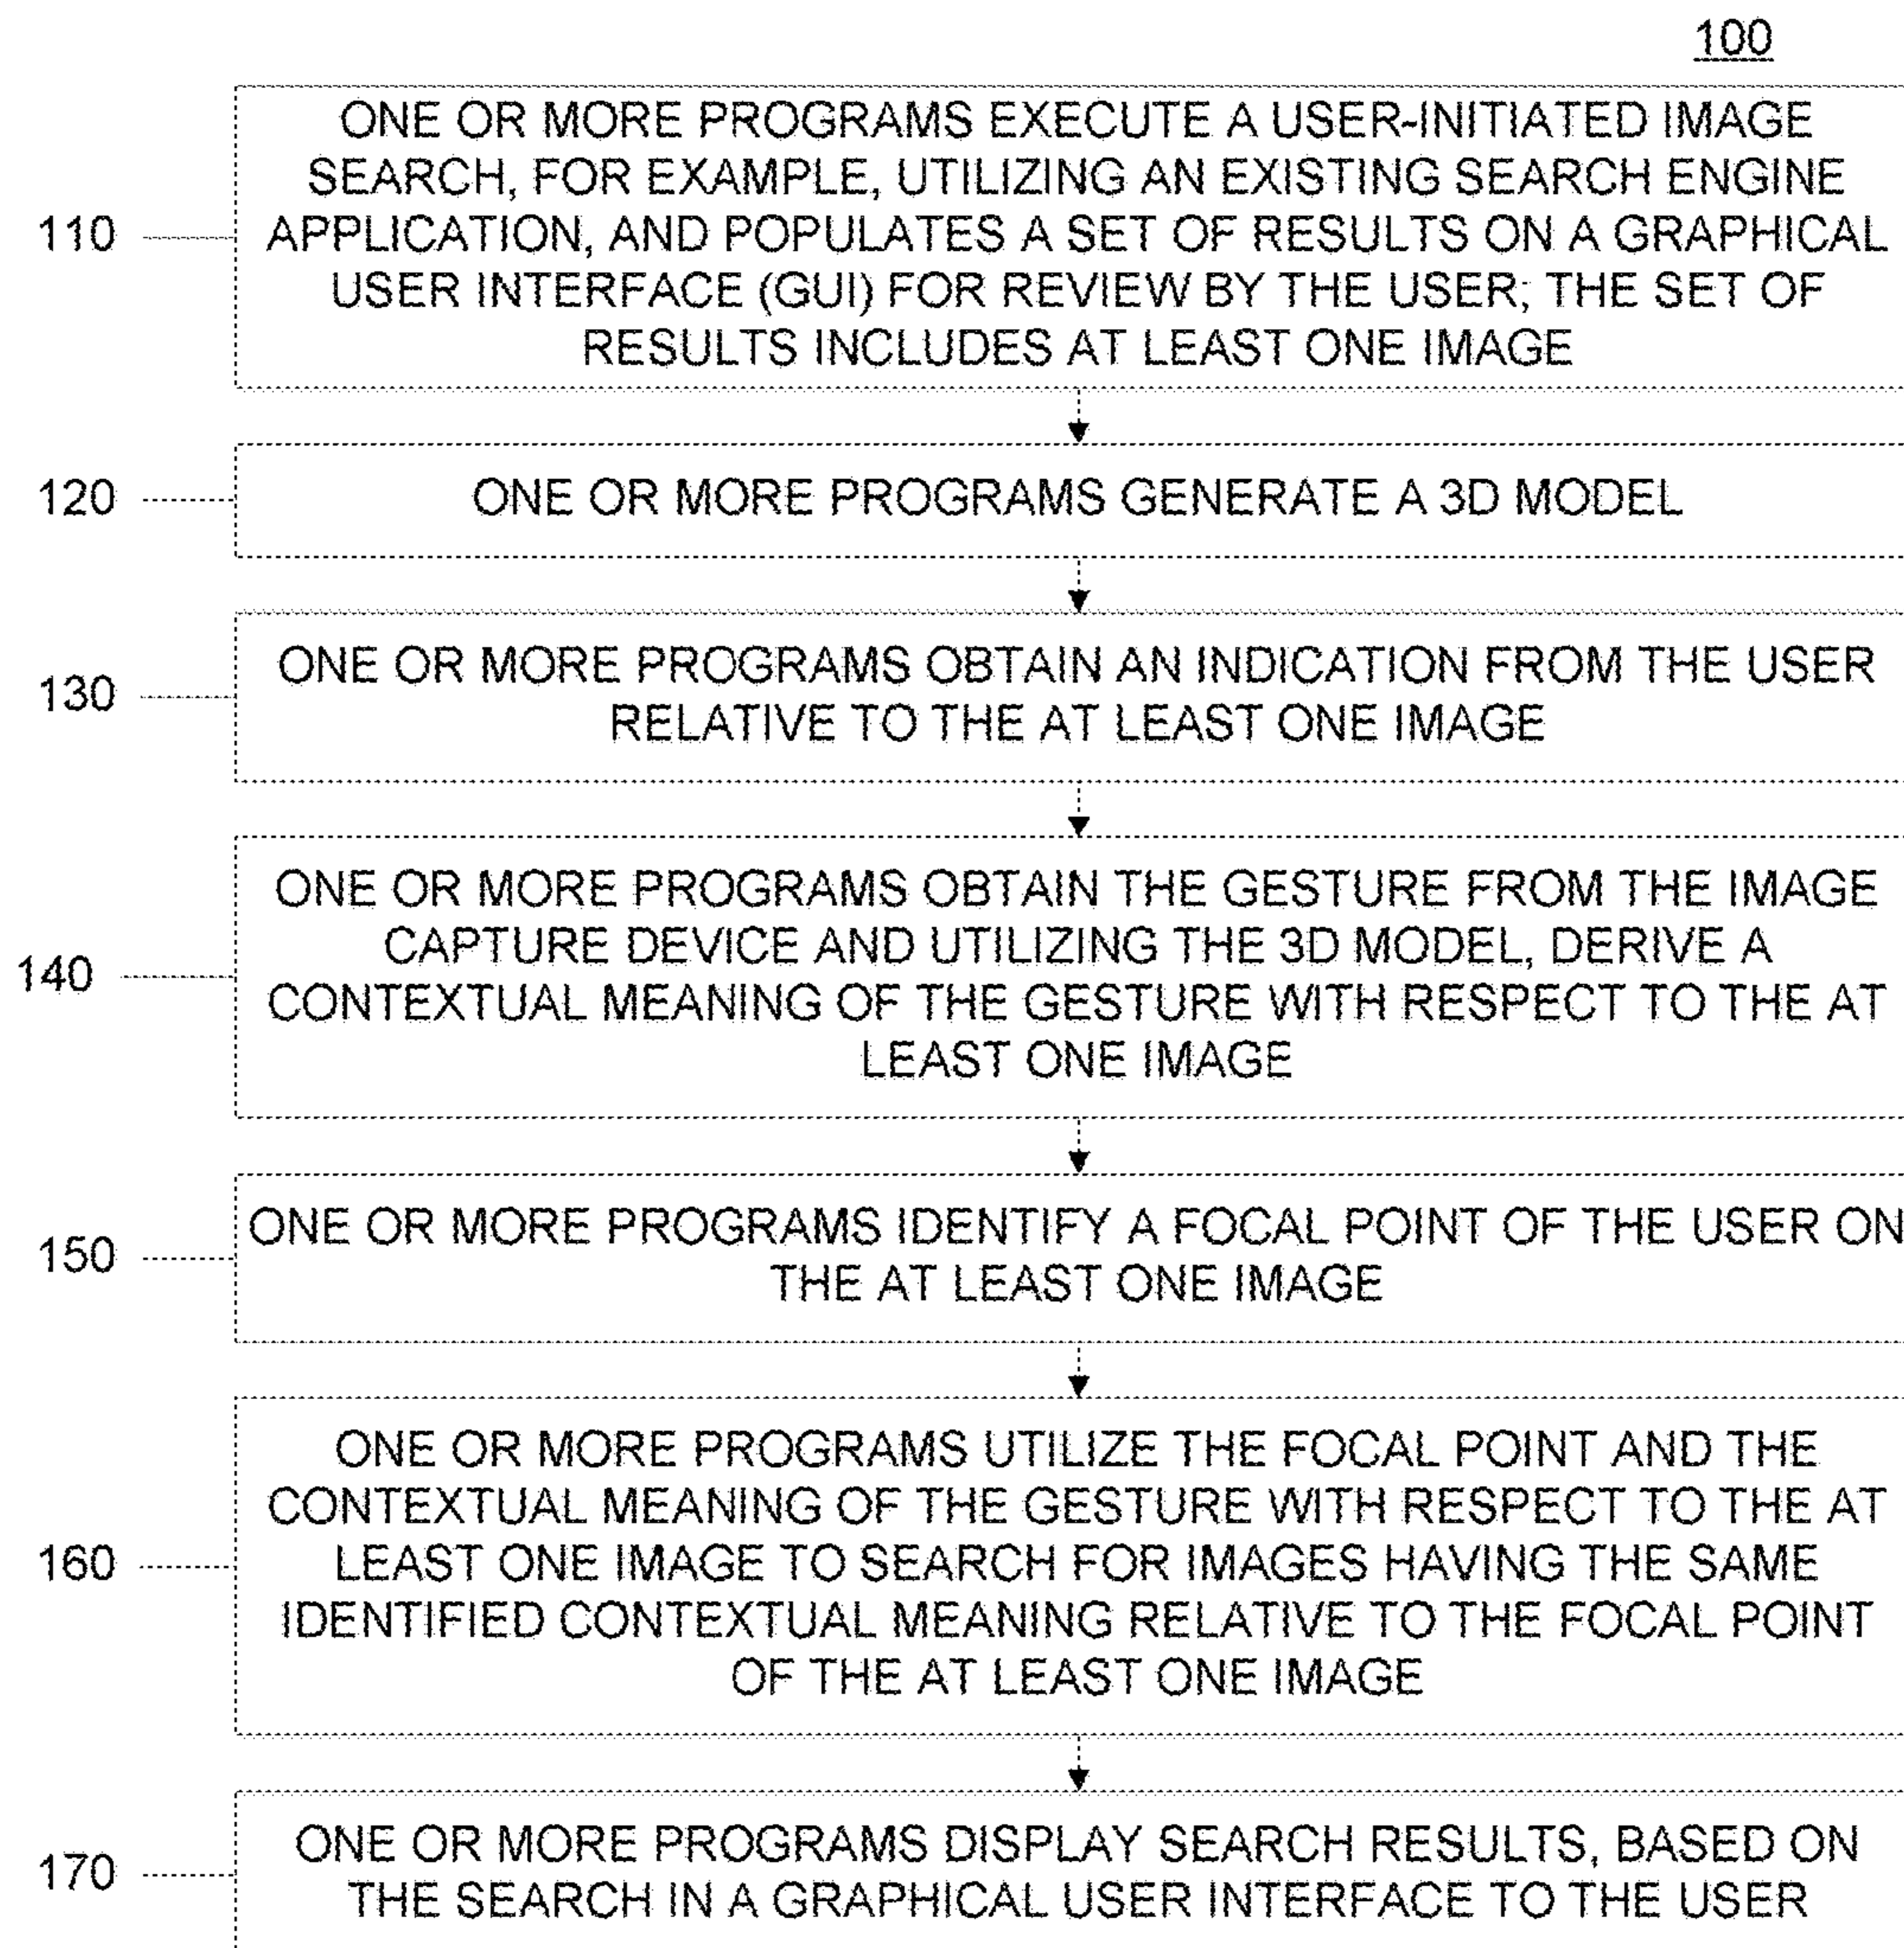 100
ONE OR MORE PROGRAMS EXECUTE A USER-INITIATED IMAGE
SEARCH, FOR EXAMPLE, UTILIZING AN EXISTING SEARCH ENGINE
110
APPLICATION, AND POPULATES A SET OF RESULTS ON A GRAPHICAL
USER INTERFACE (GUI) FOR REVIEW BY THE USER; THE SET OF
RESULTS INCLUDES AT LEAST ONE IMAGE
120
ONE OR MORE PROGRAMS GENERATE A 3D MODEL
130
ONE OR MORE PROGRAMS OBTAIN AN INDICATION FROM THE USER
RELATIVE TO THE AT LEAST ONE IMAGE
140
ONE OR MORE PROGRAMS OBTAIN THE GESTURE FROM THE IMAGE
CAPTURE DEVICE AND UTILIZING THE 3D MODEL, DERIVE A
CONTEXTUAL MEANING OF THE GESTURE WITH RESPECT TO THE AT
LEAST ONE IMAGE
150
ONE OR MORE PROGRAMS IDENTIFY A FOCAL POINT OF THE USER ON
THE AT LEAST ONE IMAGE
160
ONE OR MORE PROGRAMS UTILIZE THE FOCAL POINT AND THE
CONTEXTUAL MEANING OF THE GESTURE WITH RESPECT TO THE AT
LEAST ONE IMAGE TO SEARCH FOR IMAGES HAVING THE SAME
IDENTIFIED CONTEXTUAL MEANING RELATIVE TO THE FOCAL POINT
OF THE AT LEAST ONE IMAGE
170
ONE OR MORE PROGRAMS DISPLAY SEARCH RESULTS, BASED ON
THE SEARCH IN A GRAPHICAL USER INTERFACE TO THE USER